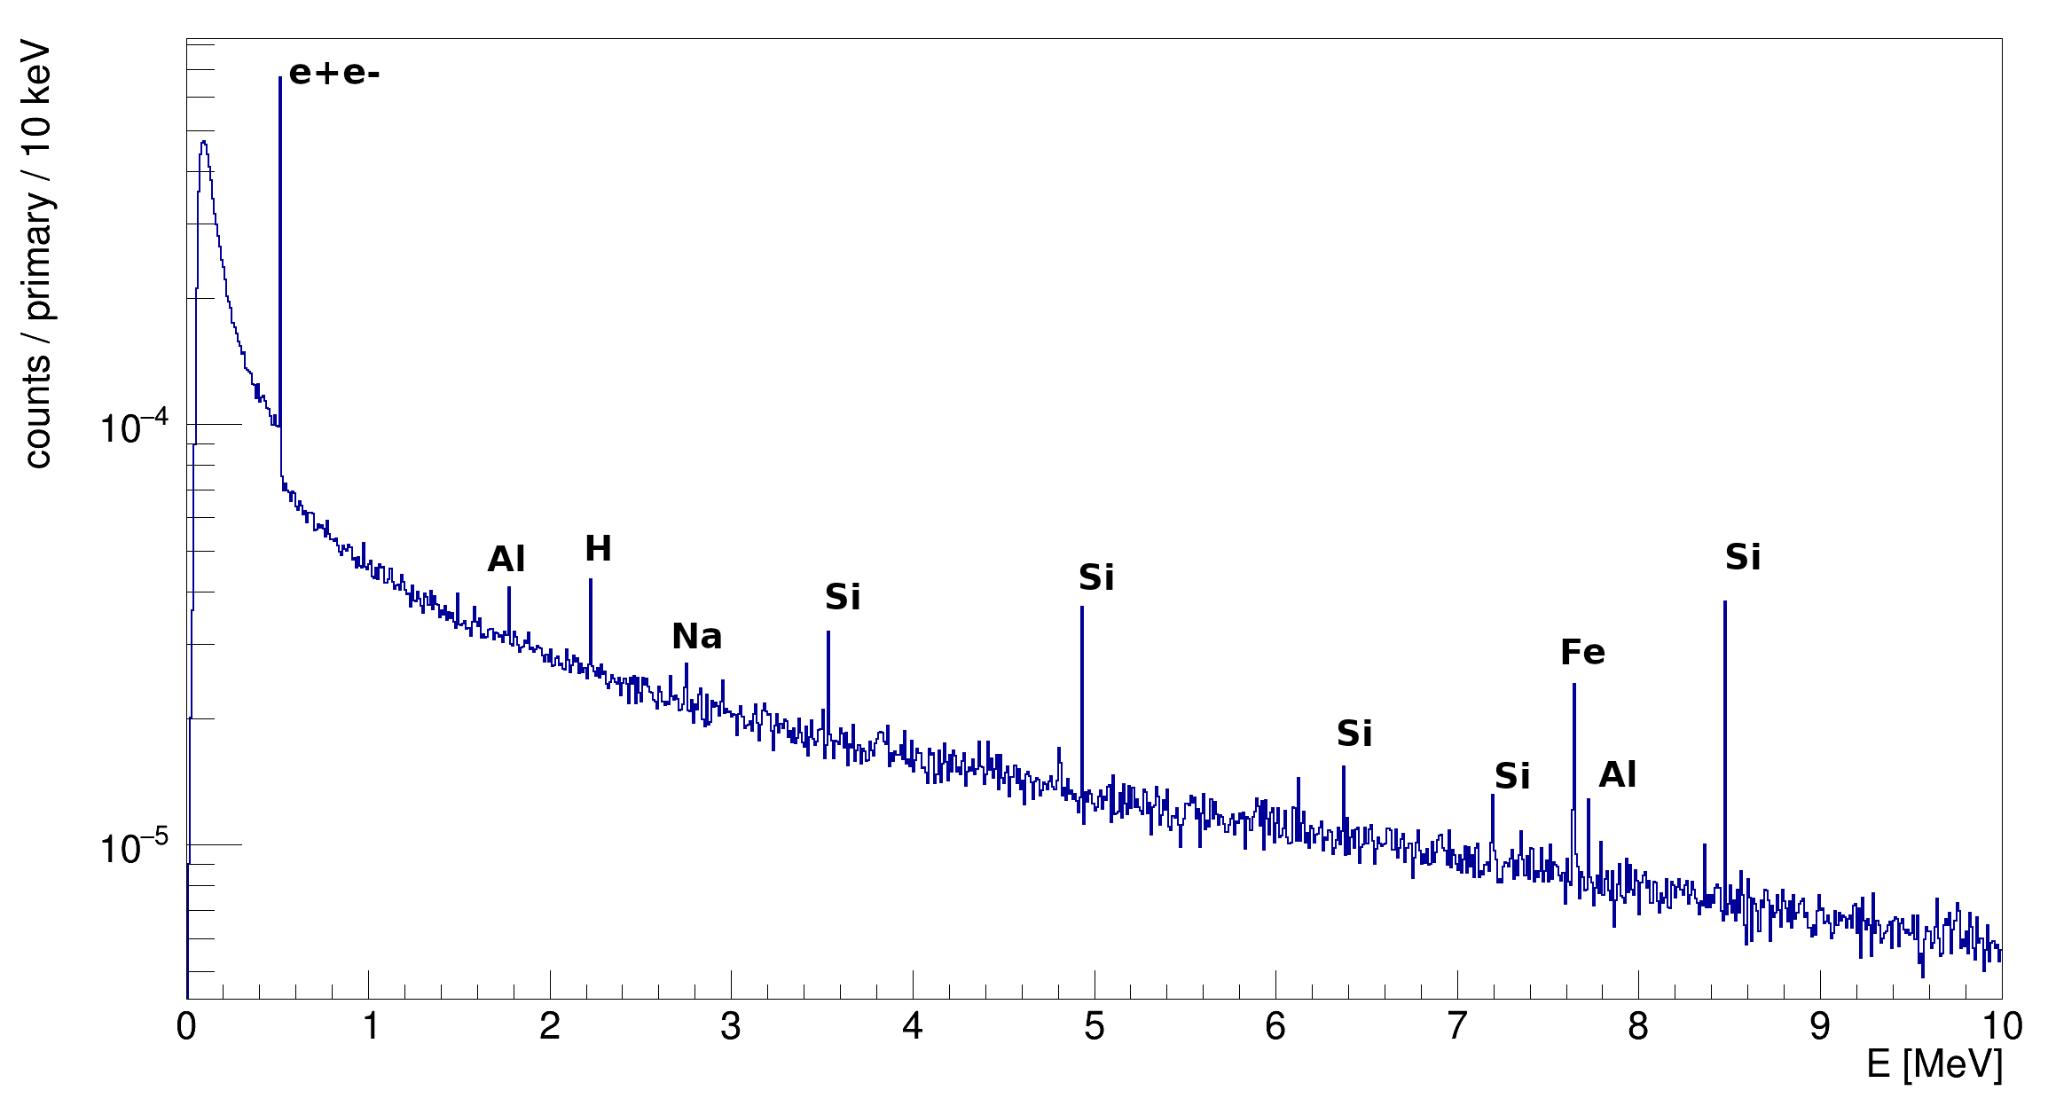 counts / primary / 10 keV
e+e-
10⁻⁴
Al
H
Na
Si
Si
Si
Si
Fe
Al
Si
10⁻⁵
0 1 2 3 4 5 6 7 8 9 10
E [MeV]